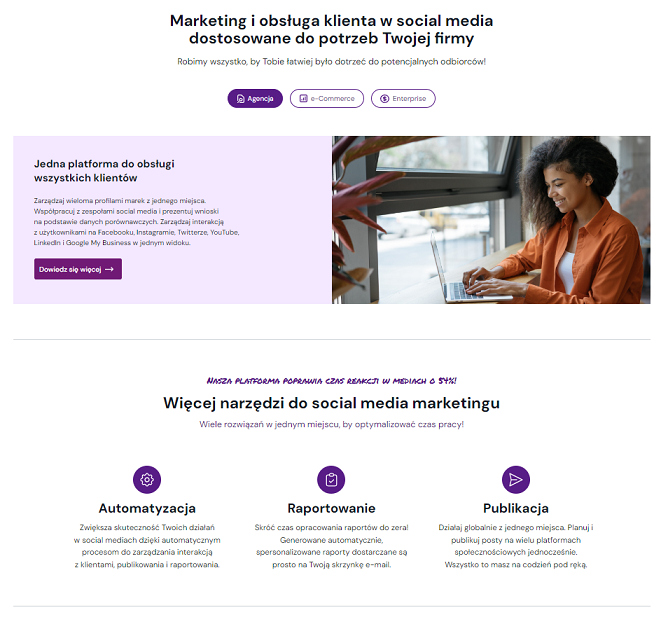 Marketing i obsługa klienta w social media
dostosowane do potrzeb Twojej firmy
Robimy wszystko, by Tobie łatwiej było dotrzeć do potencjalnych odbiorców!
Agencja
e-Commerce
Enterprise
Jedna platforma do obsługi
wszystkich klientów
Zarządzaj wieloma profilami marek z jednego miejsca.
Współpracuj z zespołami social media i prezentuj wnioski
na podstawie danych porównawczych. Zarządzaj interakcją
z użytkownikami na Facebooku, Instagramie, Twitterze, YouTube,
LinkedIn i Google My Business w jednym widoku.
Dowiedz się więcej →
Nasza platforma poprawia czas reakcji w mediach o 54%!
Więcej narzędzi do social media marketingu
Wiele rozwiązań w jednym miejscu, by optymalizować czas pracy!
Automatyzacja
Zwiększa skuteczność Twoich działań
w social mediach dzięki automatycznym
procesom do zarządzania interakcją
z klientami, publikowania i raportowania.
Raportowanie
Skróć czas opracowania raportów do zera!
Generowane automatycznie,
spersonalizowane raporty dostarczane są
prosto na Twoją skrzynkę e-mail.
Publikacja
Działaj globalnie z jednego miejsca. Planuj i
publikuj posty na wielu platformach
społecznościowych jednocześnie.
Wszystko to masz na codzień pod ręką.